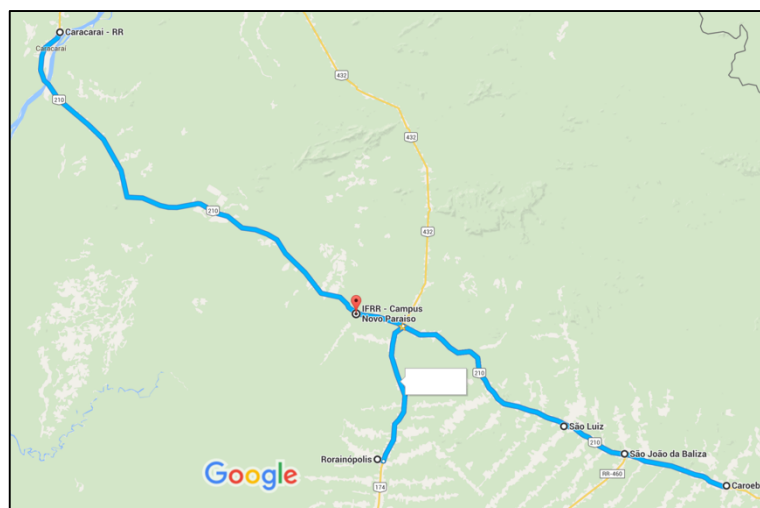 Caracaraí - RR
Caracaraí
432
210
432
210
432
IFRR - Campus
Novo Paraíso
210
São Luiz
210
São João da Baliza
Rorainópolis
RR-460
Caroeb
174
Google